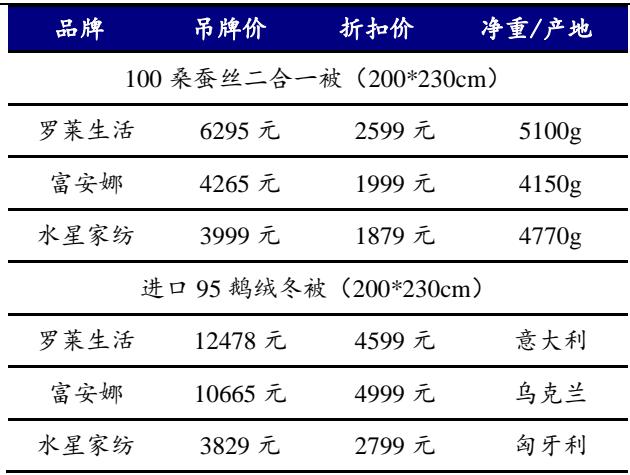 品牌 吊牌价 折扣价 净重/产地
100 桑蚕丝二合一被（200*230cm）
罗莱生活 6295 元 2599 元 5100g
富安娜 4265 元 1999 元 4150g
水星家纺 3999 元 1879 元 4770g
进口 95 鹅绒冬被（200*230cm）
罗莱生活 12478 元 4599 元 意大利
富安娜 10665 元 4999 元 乌克兰
水星家纺 3829 元 2799 元 匈牙利